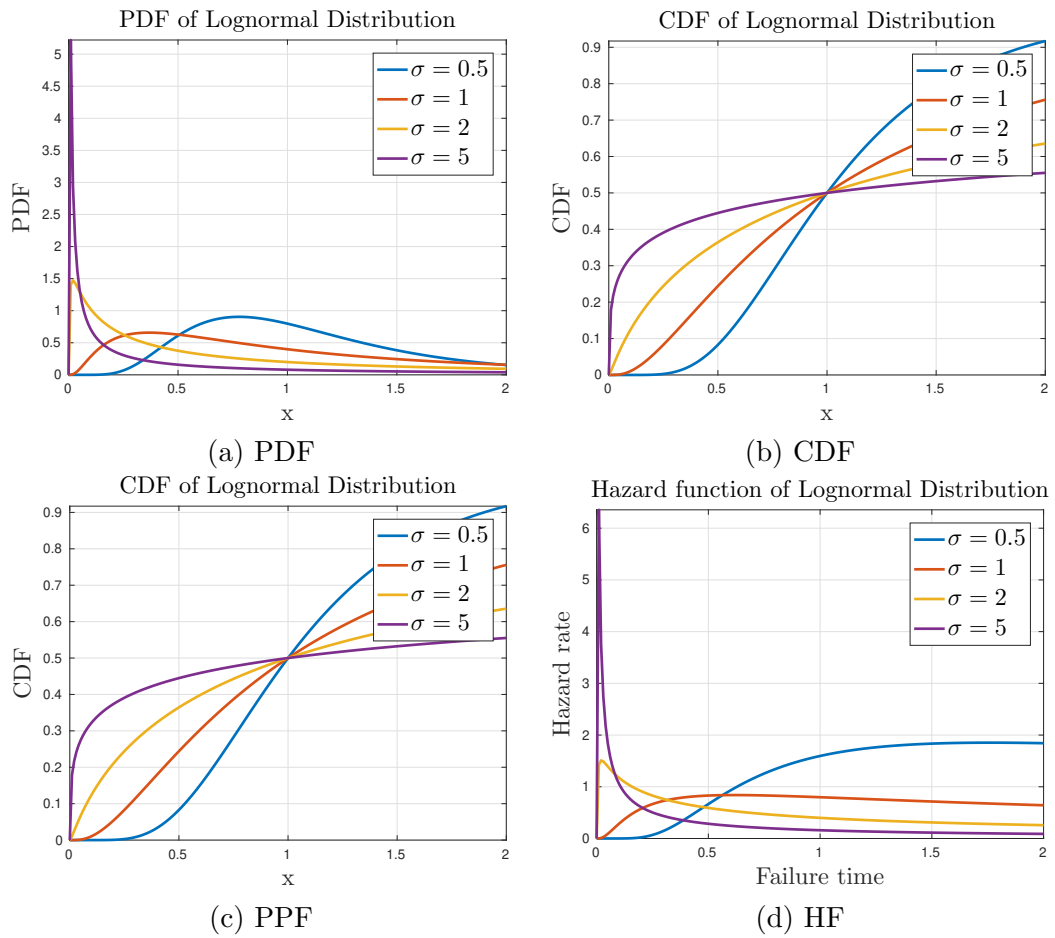 PDF of Lognormal Distribution
5
4.5
4
3.5
3
2.5
2
1.5
1
0.5
0
PDF
σ = 0.5
σ = 1
σ = 2
σ = 5
0
0.5
1
1.5
2
x
(a) PDF
CDF of Lognormal Distribution
0.9
0.8
0.7
0.6
0.5
0.4
0.3
0.2
0.1
0
CDF
σ = 0.5
σ = 1
σ = 2
σ = 5
0
0.5
1
1.5
2
x
(b) CDF
CDF of Lognormal Distribution
0.9
0.8
0.7
0.6
0.5
0.4
0.3
0.2
0.1
0
CDF
σ = 0.5
σ = 1
σ = 2
σ = 5
0
0.5
1
1.5
2
x
(c) PPF
Hazard function of Lognormal Distribution
6
5
4
3
2
1
0
Hazard rate
σ = 0.5
σ = 1
σ = 2
σ = 5
0
0.5
1
1.5
2
Failure time
(d) HF